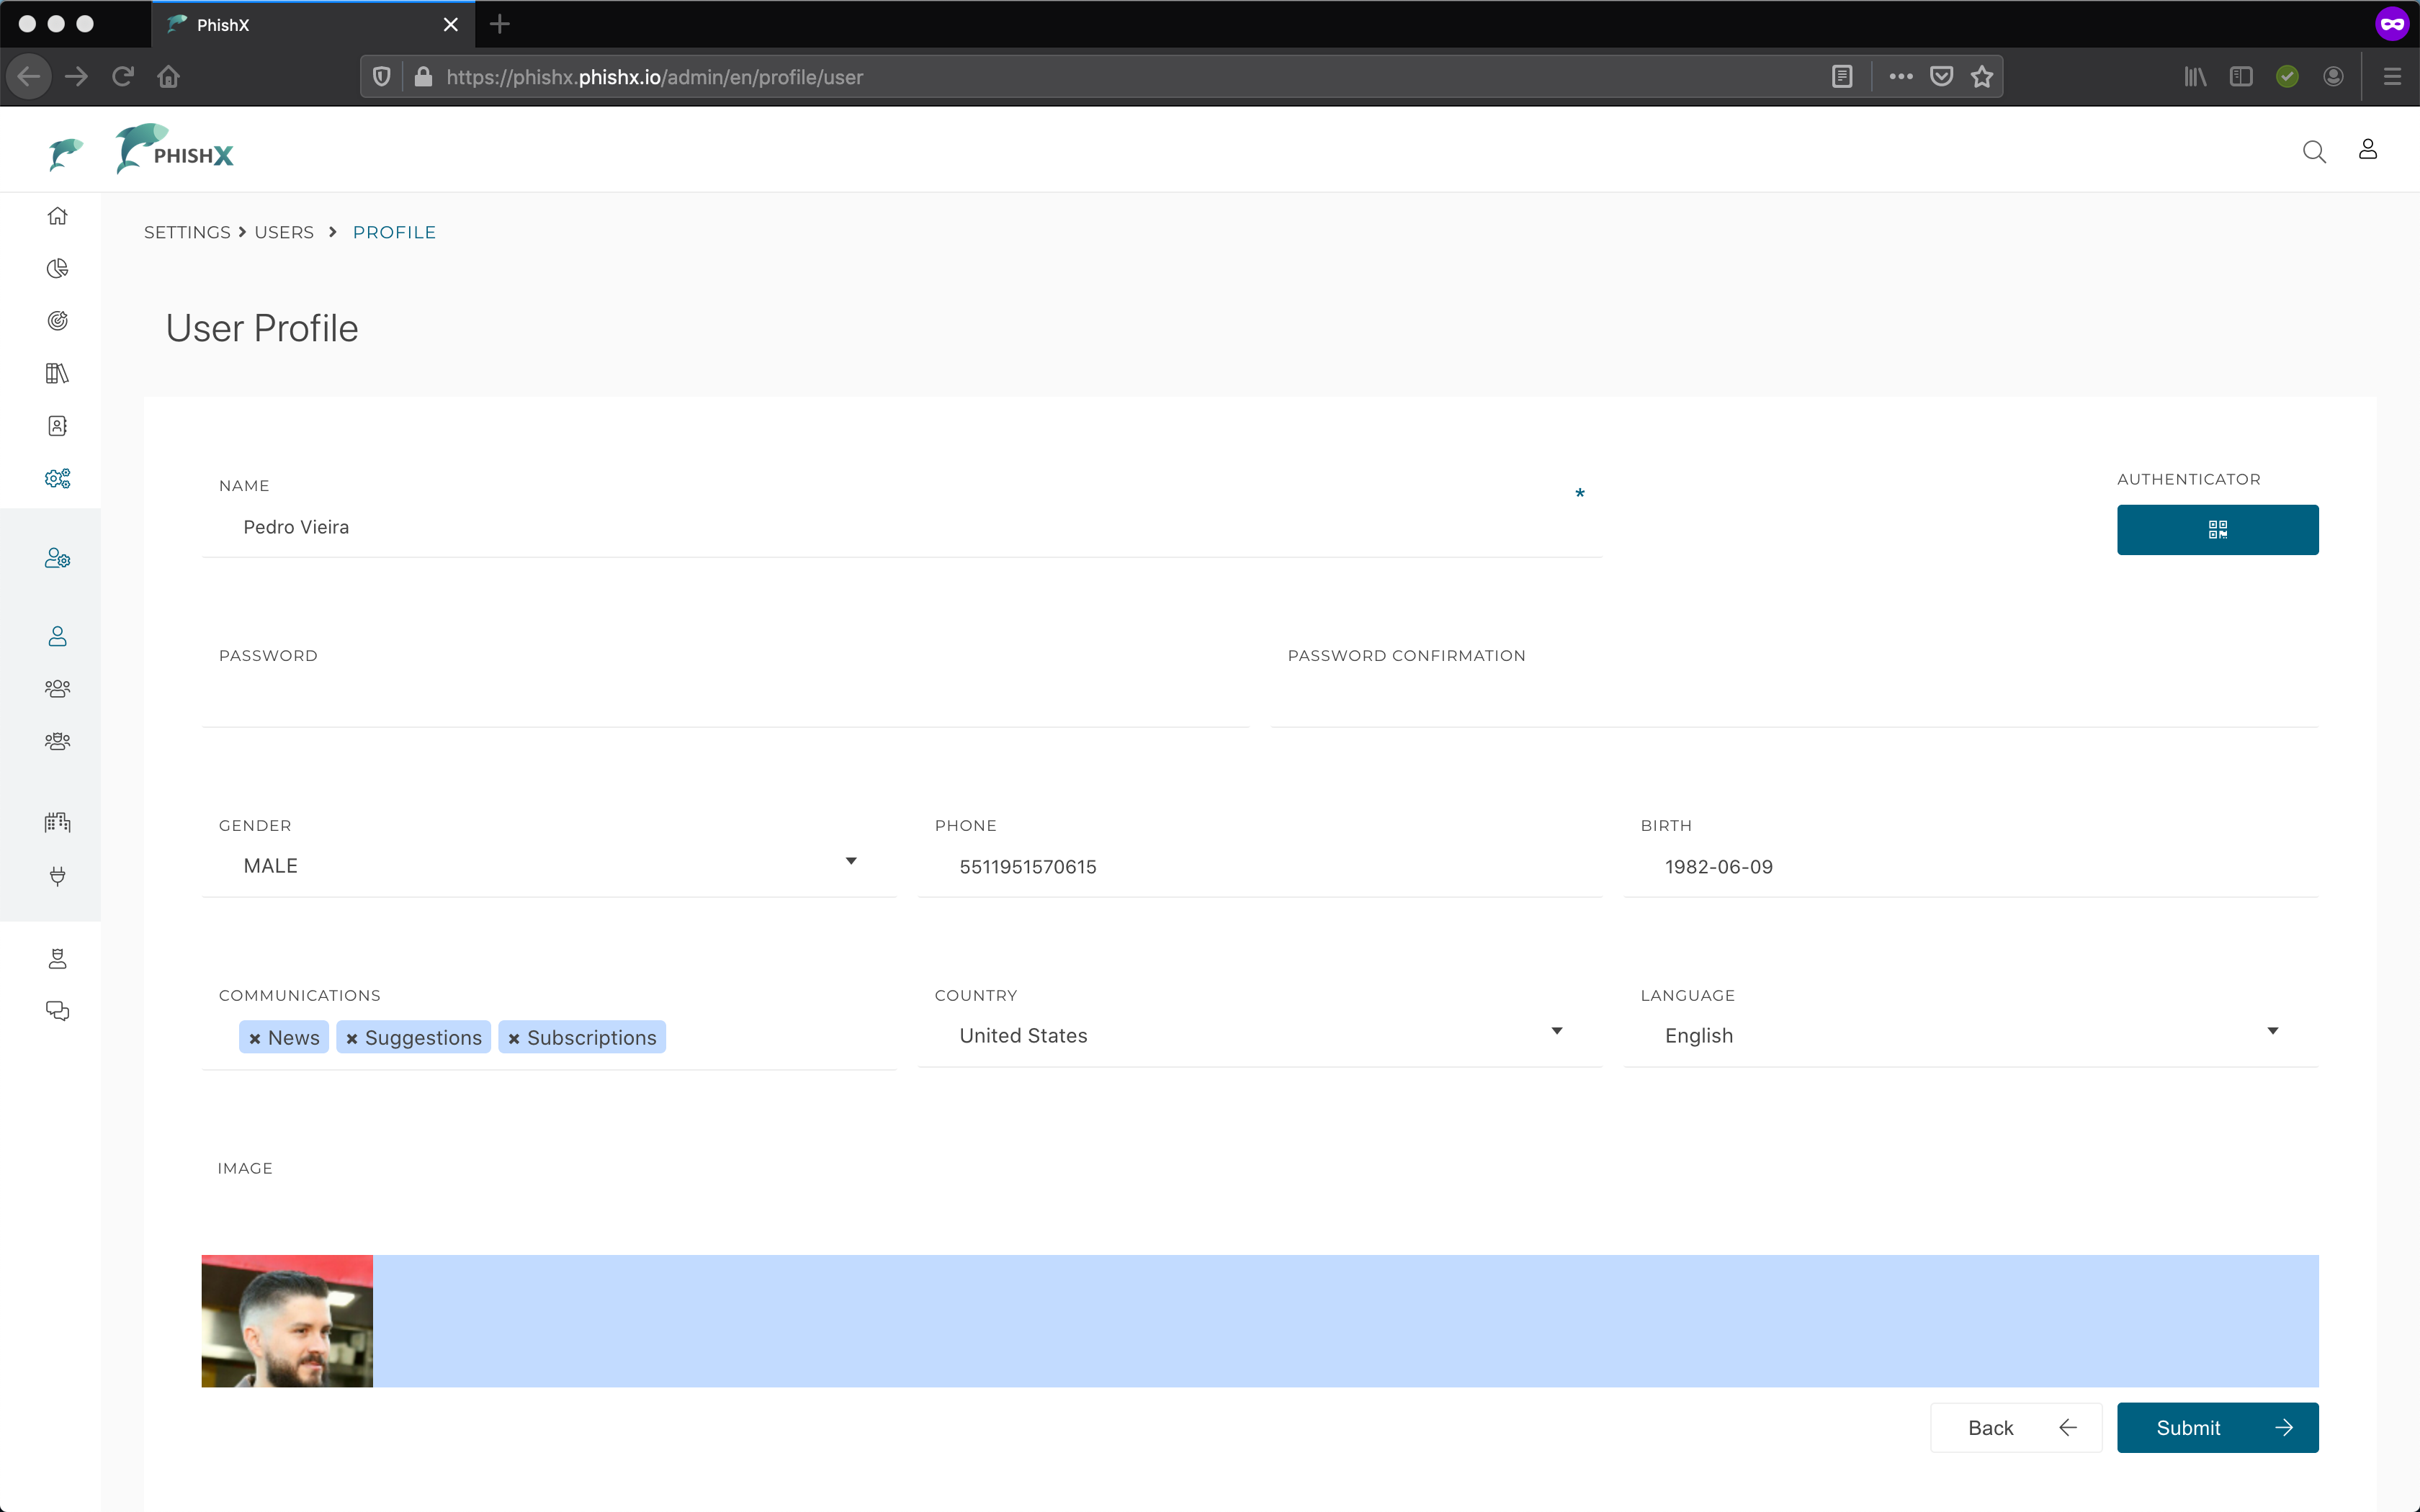 PhishX
https://phishx.phishx.io/admin/en/profile/user
PHISHX
SETTINGS > USERS > PROFILE
User Profile
NAME *
Pedro Vieira
AUTHENTICATOR
PASSWORD
PASSWORD CONFIRMATION
GENDER
MALE
PHONE
5511951570615
BIRTH
1982-06-09
COMMUNICATIONS
× News × Suggestions × Subscriptions
COUNTRY
United States
LANGUAGE
English
IMAGE
Back
Submit